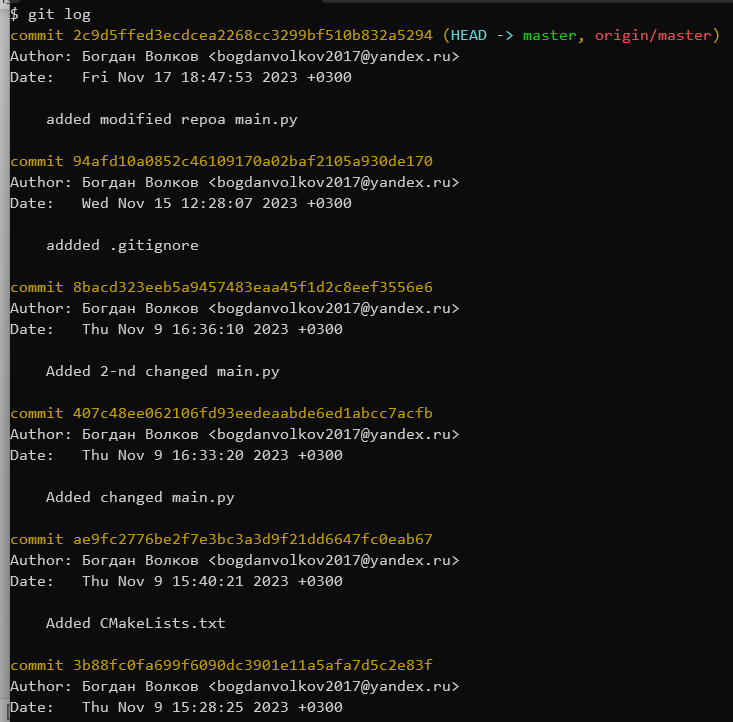 $ git log
commit 2c9d5ffed3ecdcea2268cc3299bf510b832a5294 (HEAD -> master, origin/master)
Author: Богдан Волков <bogdanvolkov2017@yandex.ru>
Date:   Fri Nov 17 18:47:53 2023 +0300
added modified repoa main.py
commit 94afd10a0852c46109170a02baf2105a930de170
Author: Богдан Волков <bogdanvolkov2017@yandex.ru>
Date:   Wed Nov 15 12:28:07 2023 +0300
addded .gitignore
commit 8bacd323eeb5a9457483eaa45f1d2c8eef3556e6
Author: Богдан Волков <bogdanvolkov2017@yandex.ru>
Date:   Thu Nov 9 16:36:10 2023 +0300
Added 2-nd changed main.py
commit 407c48ee062106fd93eedeaabde6ed1abcc7acfb
Author: Богдан Волков <bogdanvolkov2017@yandex.ru>
Date:   Thu Nov 9 16:33:20 2023 +0300
Added changed main.py
commit ae9fc2776be2f7e3bc3a3d9f21dd6647fc0eab67
Author: Богдан Волков <bogdanvolkov2017@yandex.ru>
Date:   Thu Nov 9 15:40:21 2023 +0300
Added CMakeLists.txt
commit 3b88fc0fa699f6090dc3901e11a5afa7d5c2e83f
Author: Богдан Волков <bogdanvolkov2017@yandex.ru>
Date:   Thu Nov 9 15:28:25 2023 +0300